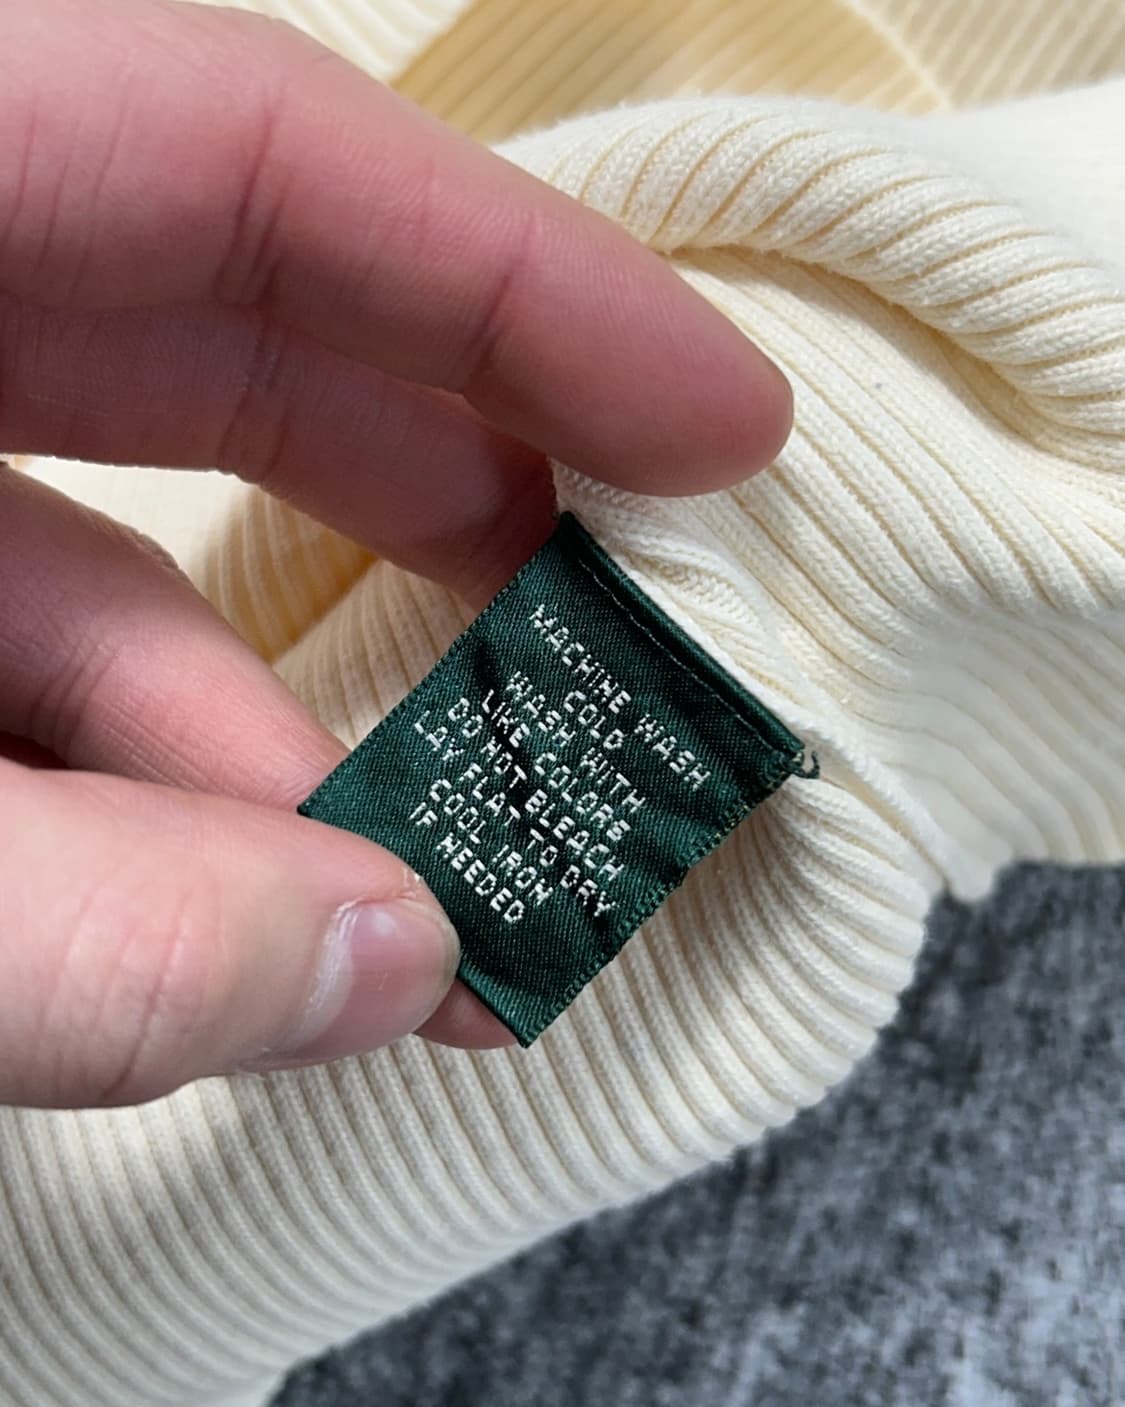 MACHINE WASH
COLD
WASH WITH
LIKE COLORS
DO NOT BLEACH
LAY FLAT TO DRY
COOL IRON
IF NEEDED